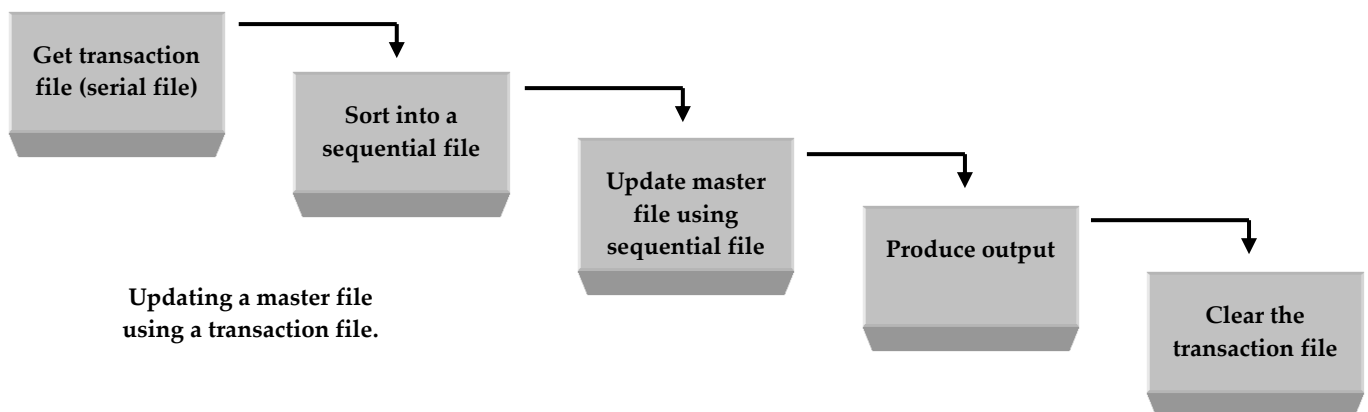 Get transaction
file (serial file)
Sort into a
sequential file
Update master
file using
sequential file
Produce output
Clear the
transaction file
Updating a master file
using a transaction file.